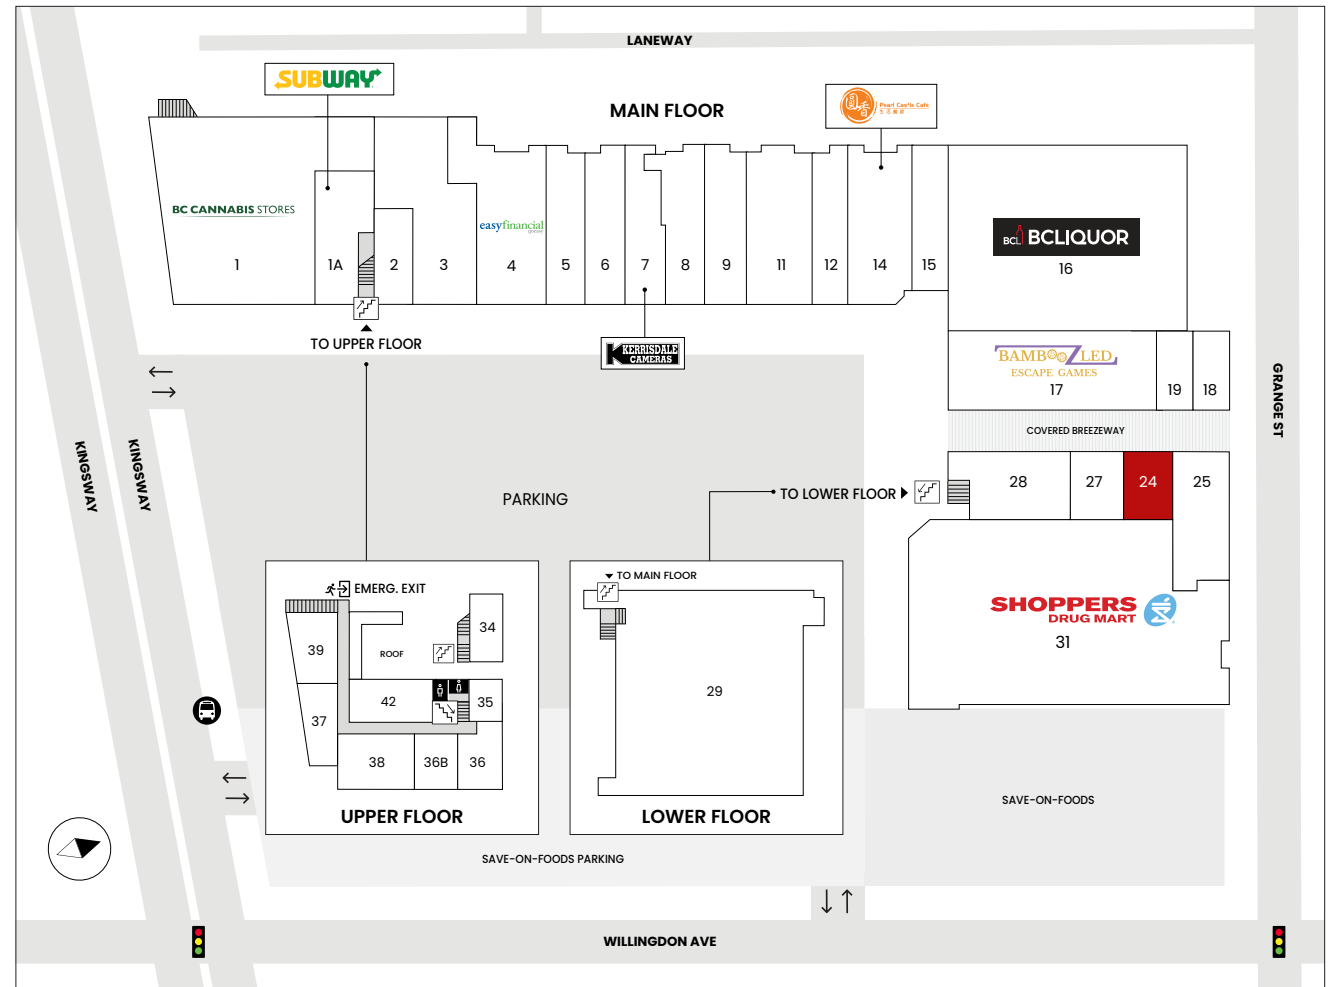 LANEWAY
SUBWAY
MAIN FLOOR
Pearl Castle Cafe
BC CANNABIS STORES
easyfinancial
BCL BCLIQUOR
1
1A
2
3
4
5
6
7
8
9
11
12
14
15
16
TO UPPER FLOOR
KERRISDALE
CAMERAS
BAMBOOZLED
ESCAPE GAMES
17
19
18
GRANGE ST
COVERED BREEZEWAY
KINGSWAY
KINGSWAY
PARKING
TO LOWER FLOOR
28
27
24
25
EMERG. EXIT
TO MAIN FLOOR
SHOPPERS
DRUG MART
31
34
39
ROOF
42
35
37
29
38
36B
36
UPPER FLOOR
LOWER FLOOR
SAVE-ON-FOODS
SAVE-ON-FOODS PARKING
WILLINGDON AVE